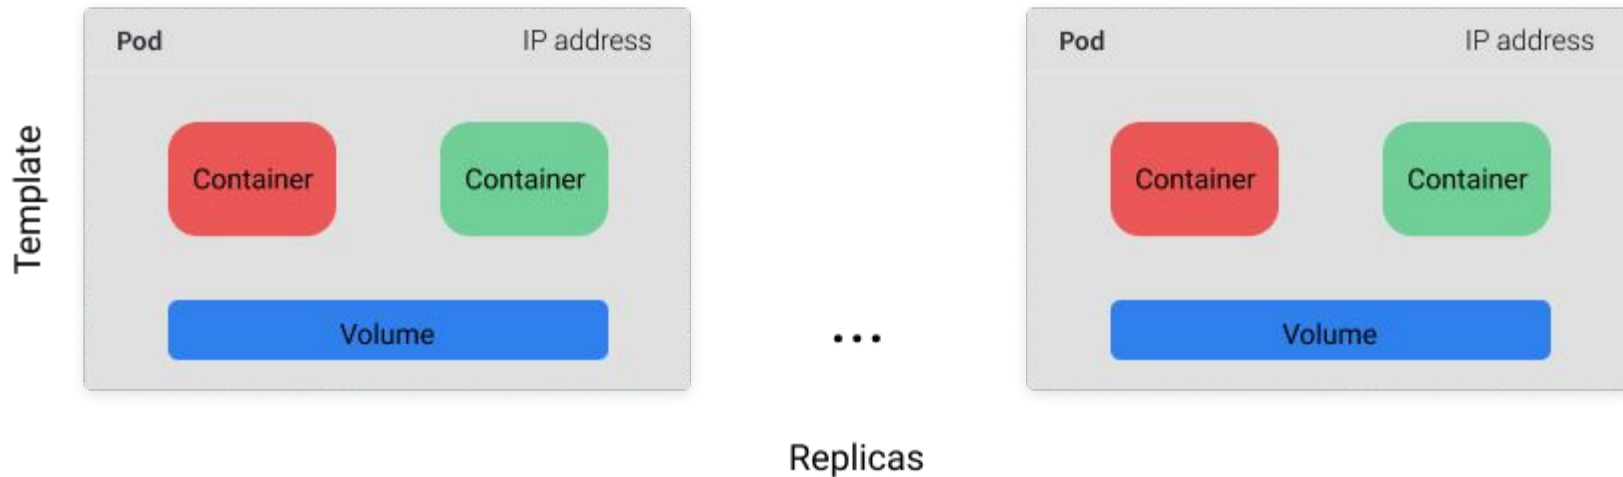 Pod IP address
Container Container
Volume
Template
...
Pod IP address
Container Container
Volume
Replicas